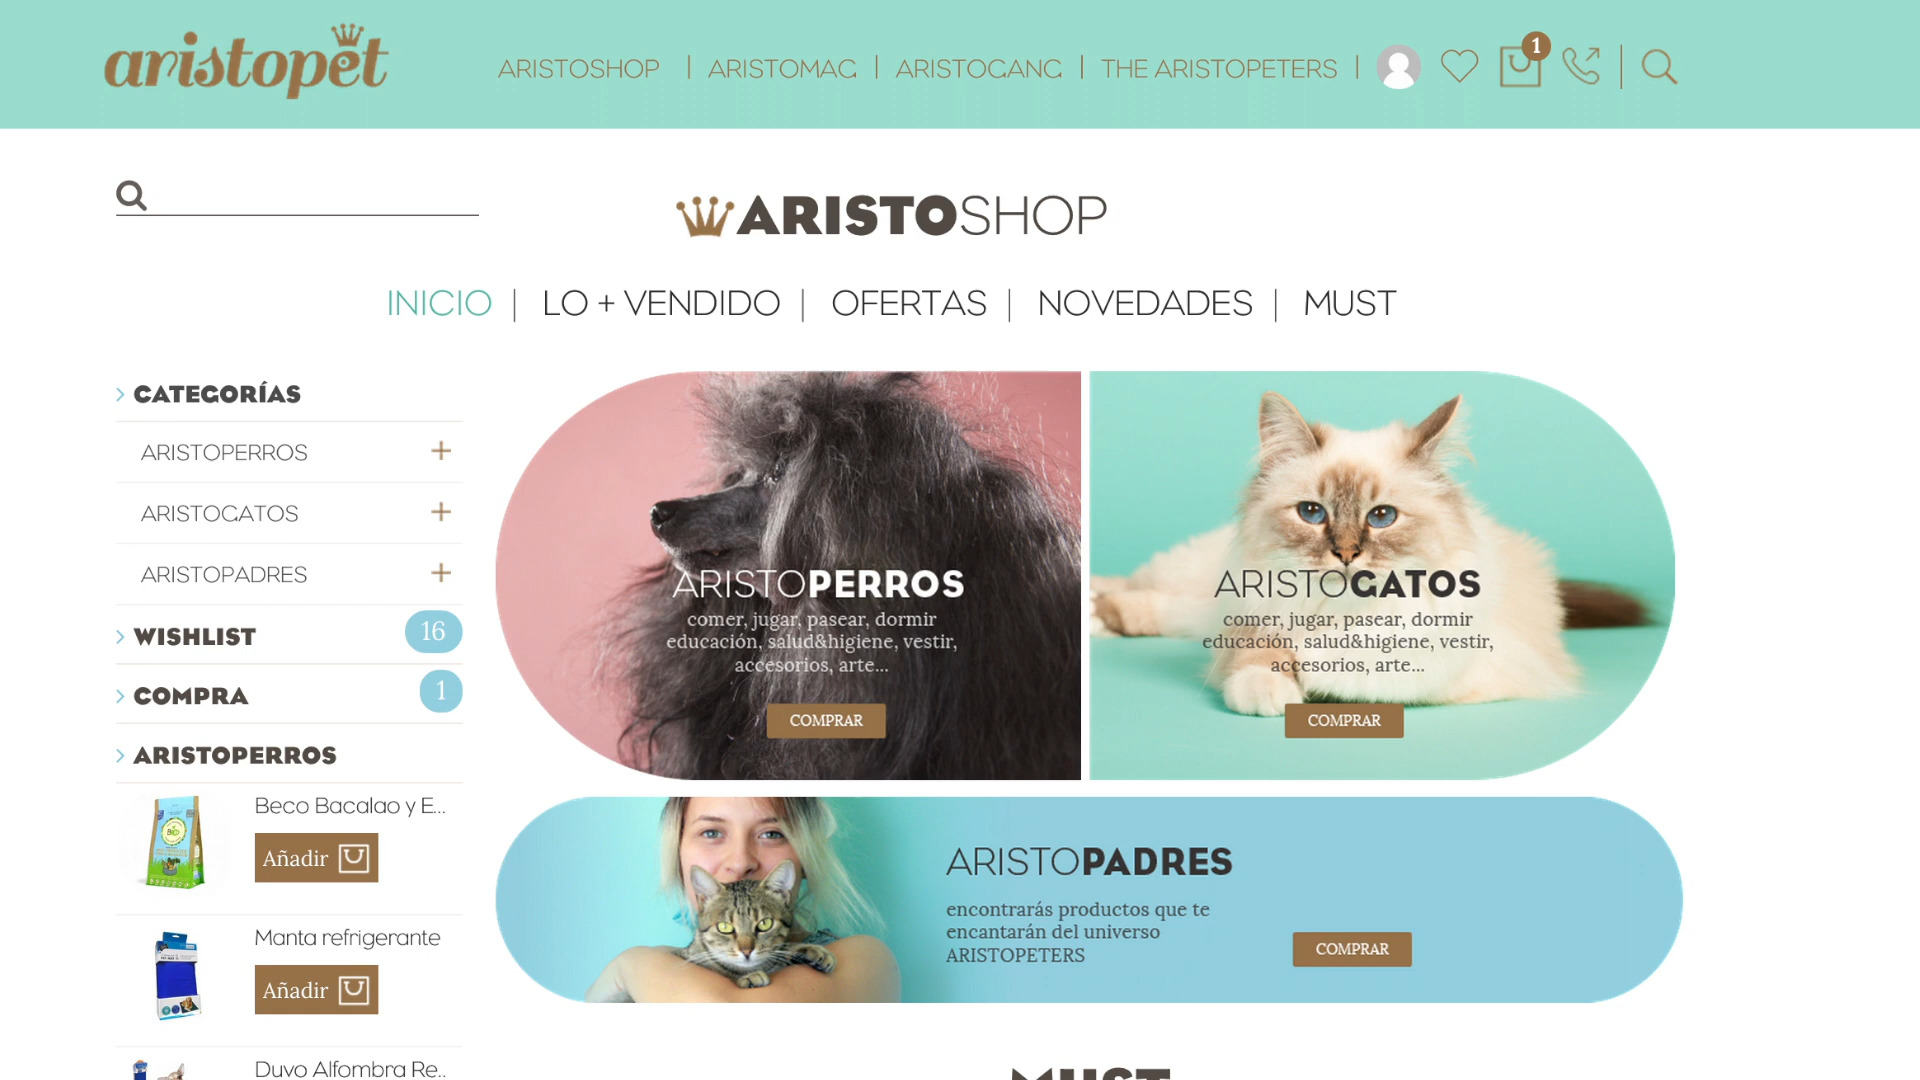 aristopet
ARISTOSHOP | ARISTOMAG | ARISTOGANG | THE ARISTOPETERS |
1
ARISTOSHOP
INICIO | LO + VENDIDO | OFERTAS | NOVEDADES | MUST
CATEGORÍAS
ARISTOPERROS +
ARISTOGATOS +
ARISTOPADRES +
WISHLIST 16
COMPRA 1
ARISTOPERROS
Beco Bacalao y E...
Añadir
Manta refrigerante
Añadir
Duvo Alfombra Re..
ARISTOPERROS
comer, jugar, pasear, dormir
educación, salud&higiene, vestir,
accesorios, arte...
COMPRAR
ARISTOGATOS
comer, jugar, pasear, dormir
educación, salud&higiene, vestir,
accesorios, arte...
COMPRAR
ARISTOPADRES
encontrarás productos que te
encantarán del universo
ARISTOPETERS
COMPRAR
MUST